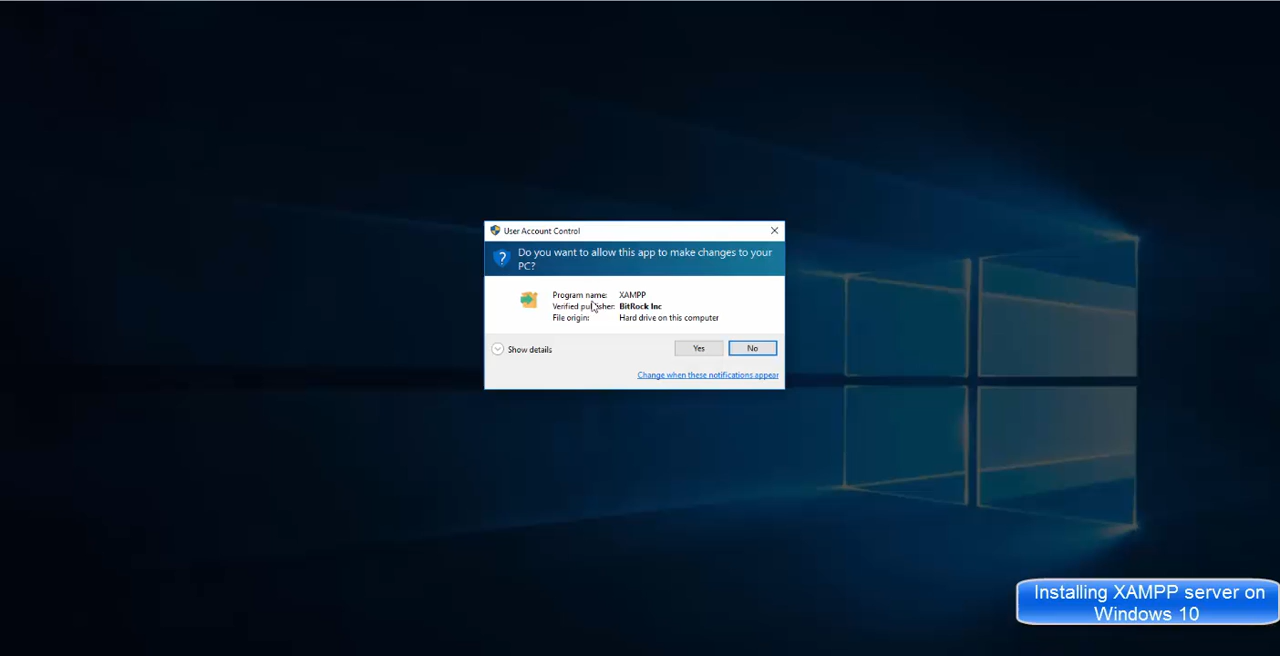 User Account Control
Do you want to allow this app to make changes to your
PC?
Program name: XAMPP
Verified publisher: BitRock Inc
File origin: Hard drive on this computer
Show details
Yes
No
Change when these notifications appear
Installing XAMPP server on
Windows 10